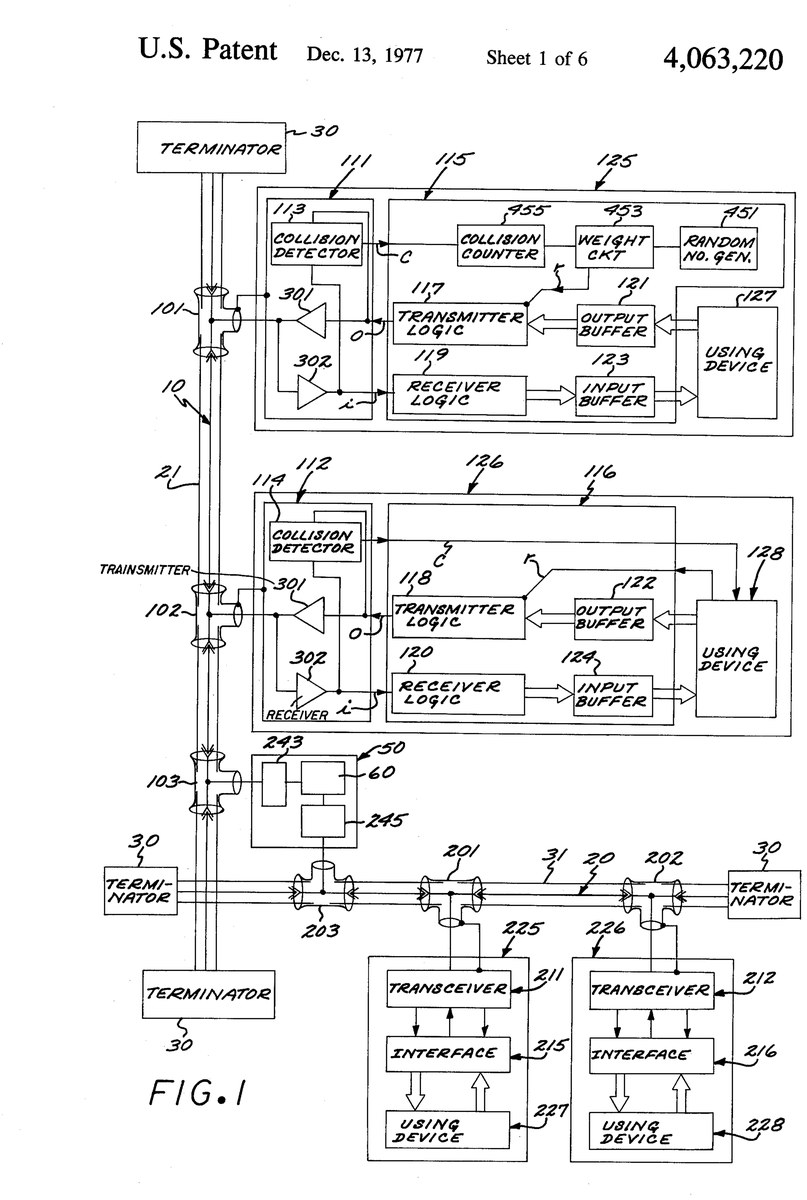 U.S. Patent Dec. 13, 1977 Sheet 1 of 6 4,063,220
TERMINATOR
30
111
115
125
113
COLLISION
DETECTOR
C
455
COLLISION
COUNTER
453
WEIGHT
CKT
451
RANDOM
NO. GEN.
r
101
301
O
117
TRANSMITTER
LOGIC
121
OUTPUT
BUFFER
127
USING
DEVICE
302
i
119
RECEIVER
LOGIC
123
INPUT
BUFFER
10
21
112
126
116
114
COLLISION
DETECTOR
C
r
128
TRAINSMITTER
301
102
O
118
TRANSMITTER
LOGIC
122
OUTPUT
BUFFER
USING
DEVICE
302
RECEIVER
i
120
RECEIVER
LOGIC
124
INPUT
BUFFER
103
243
50
60
245
30
TERMI-
NATOR
203
201
31
20
202
30
TERMI-
NATOR
225
226
TRANSCEIVER
211
TRANSCEIVER
212
TERMINATOR
30
INTERFACE
215
INTERFACE
216
USING
DEVICE
227
USING
DEVICE
228
FIG. 1